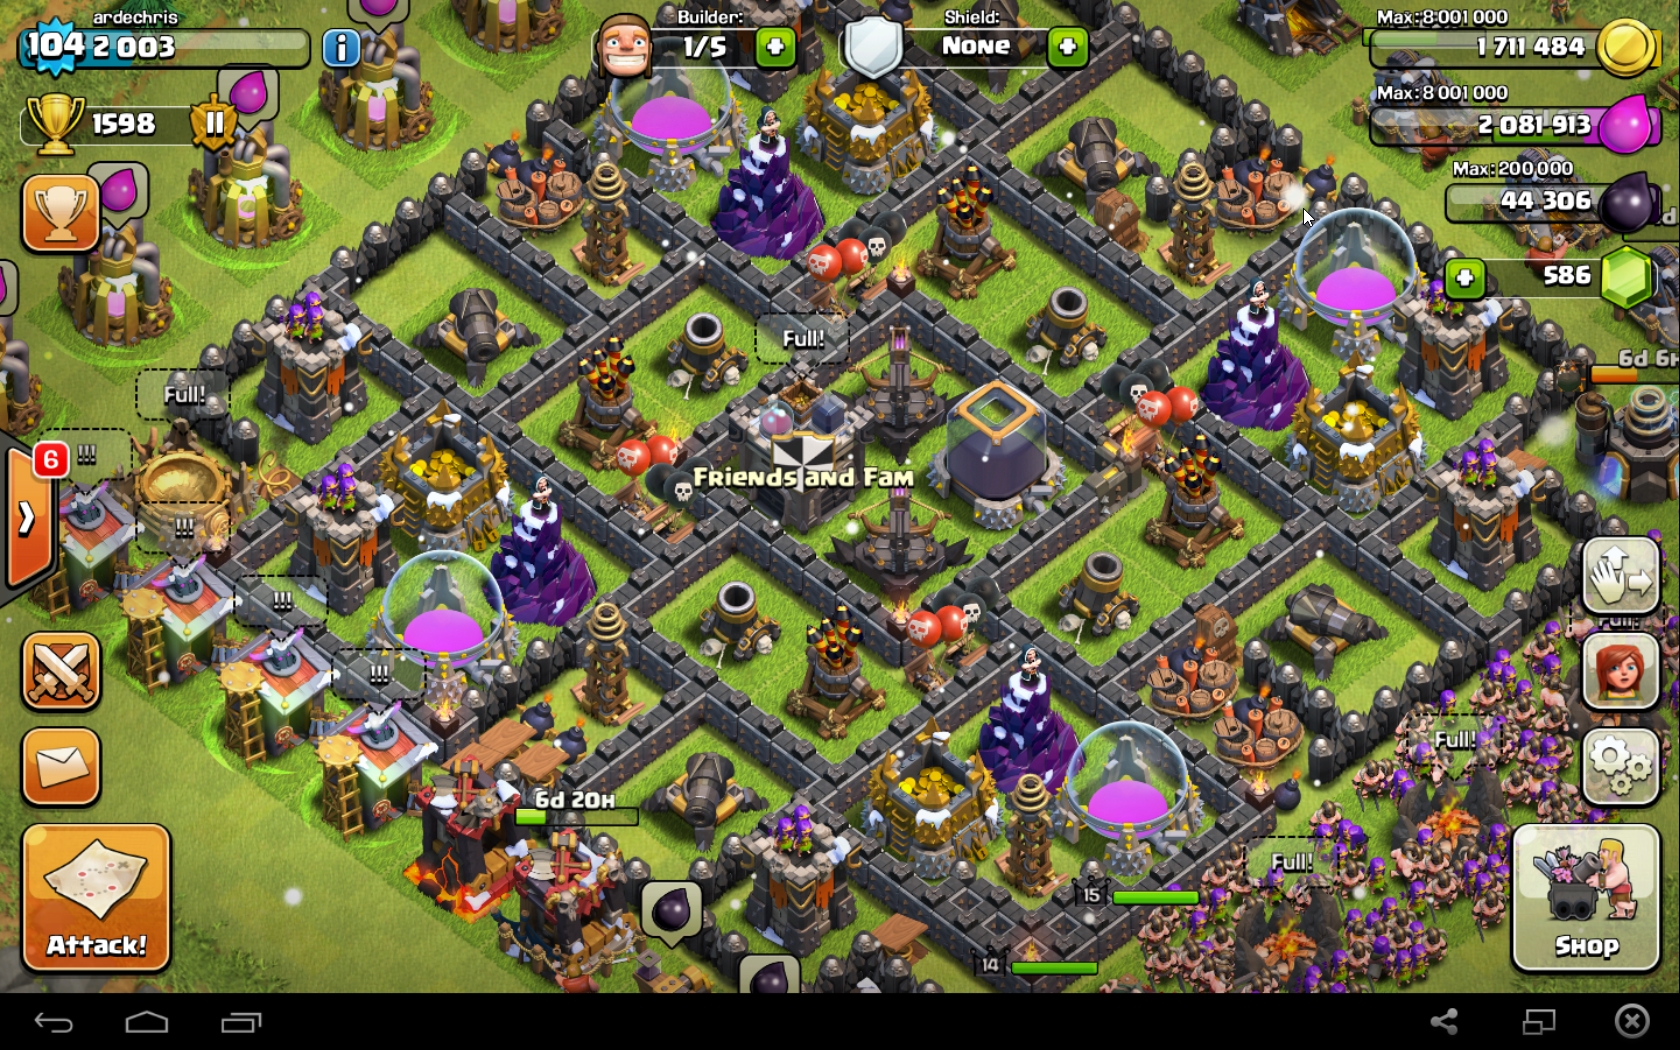 ardechris
104
2 003
i
Builder:
1/5
Shield:
None
Max: 8 001 000
1 711 484
1598
II
Max: 8 001 000
2 081 913
Max: 200 000
44 306
586
Full!
6d 6h
Full!
6
!!!
Friends and Fam
!!!
!!!
Full!
!!!
Full!
6d 20h
Full!
15
Attack!
Shop
14